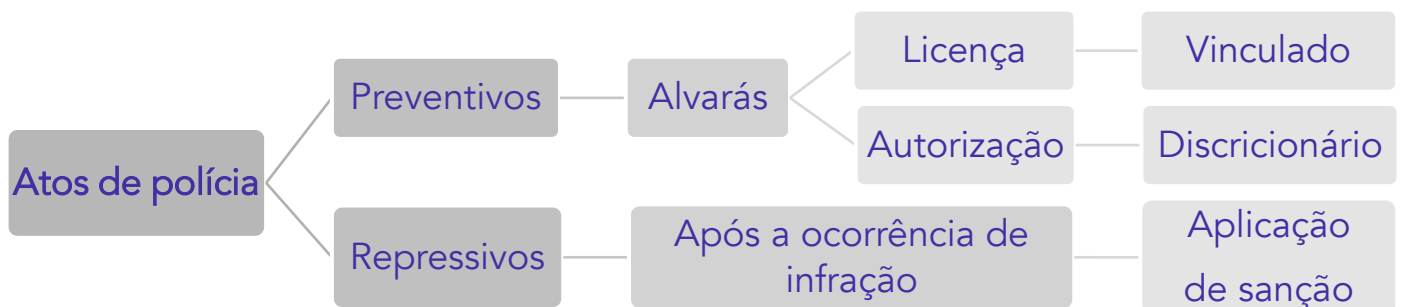 Atos de polícia
Preventivos
Alvarás
Licença
Vinculado
Autorização
Discricionário
Repressivos
Após a ocorrência de
infração
Aplicação
de sanção